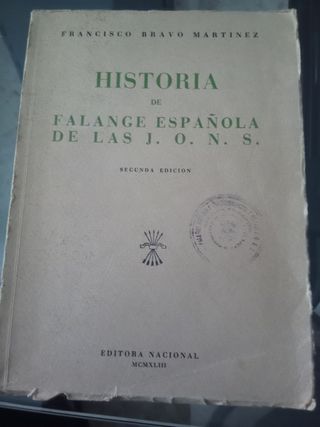 FRANCISCO BRAVO MARTINEZ
HISTORIA
DE
FALANGE ESPAÑOLA
DE LAS J. O. N. S.
SEGUNDA EDICION
EDITORA NACIONAL
MCMXLIII